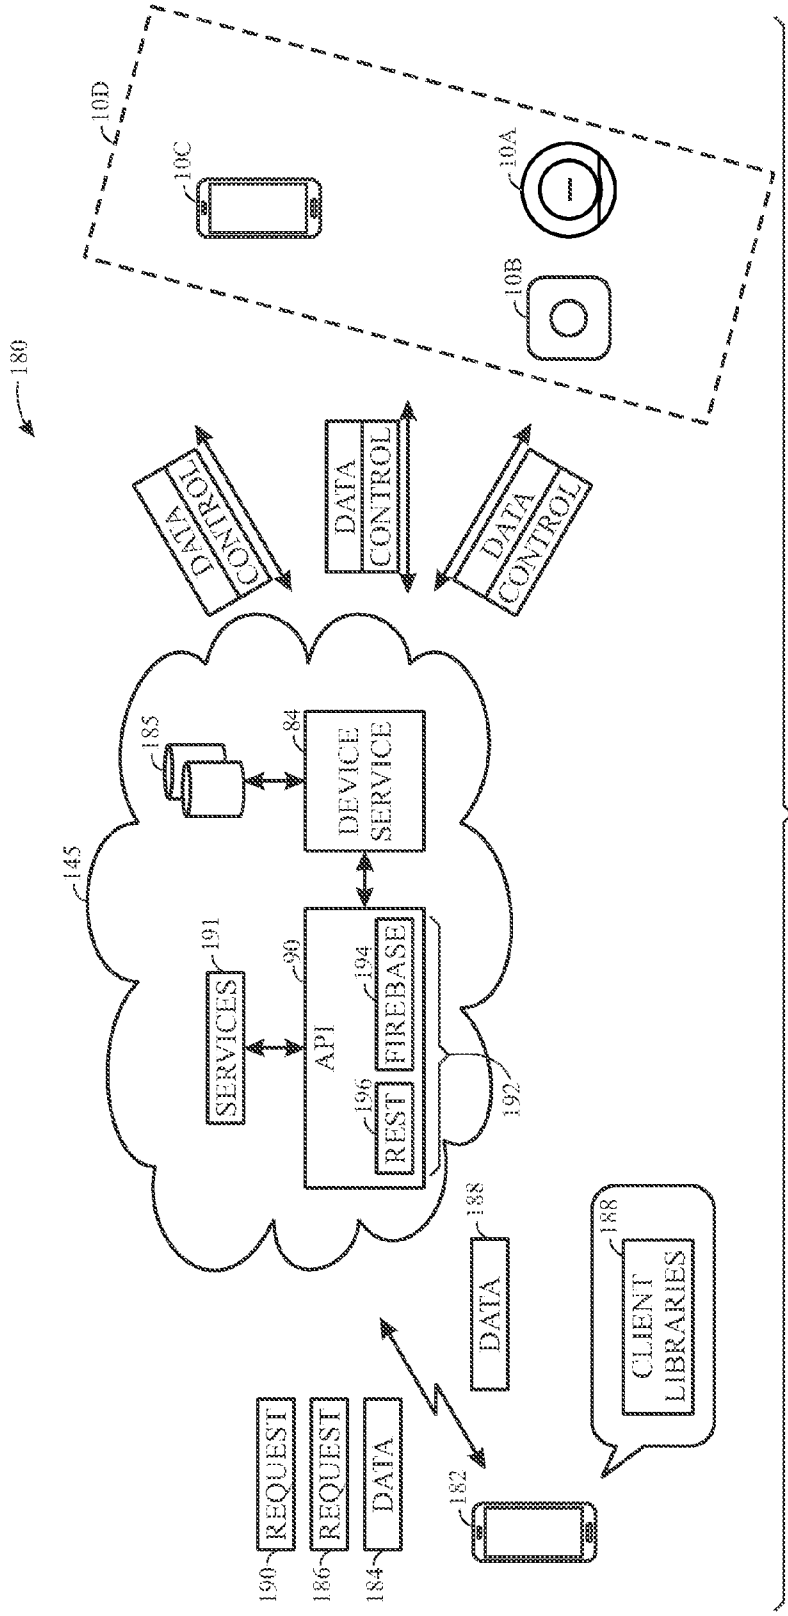 180
190
REQUEST
186
REQUEST
184
DATA
182
DATA
188
CLIENT
LIBRARIES
188
145
SERVICES
191
API
90
REST
196
FIREBASE
194
192
185
DEVICE
SERVICE
84
DATA
CONTROL
DATA
CONTROL
DATA
CONTROL
10D
10C
10B
10A